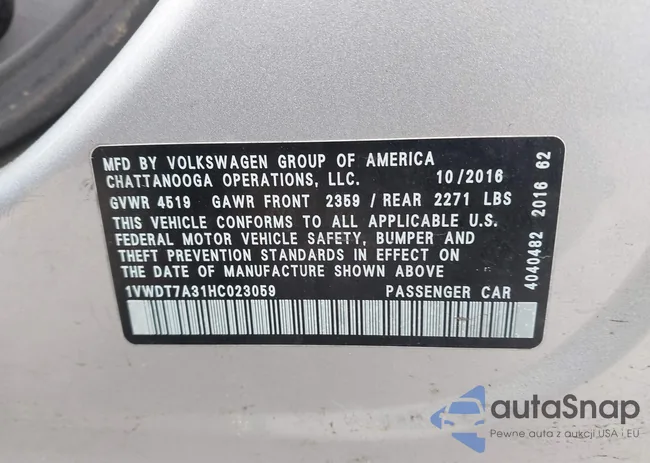 MFD BY VOLKSWAGEN GROUP OF AMERICA
CHATTANOOGA OPERATIONS, LLC. 10/2016
GVWR 4519 GAWR FRONT 2359 / REAR 2271 LBS
THIS VEHICLE CONFORMS TO ALL APPLICABLE U.S.
FEDERAL MOTOR VEHICLE SAFETY, BUMPER AND
THEFT PREVENTION STANDARDS IN EFFECT ON
THE DATE OF MANUFACTURE SHOWN ABOVE
1VWDT7A31HC023059 PASSENGER CAR
4040482 2016 62
autaSnap
Pewne auta z aukcji USA i EU